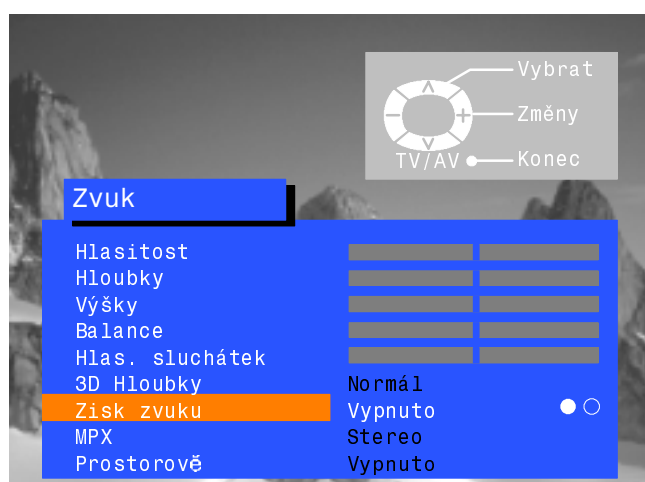 Vybrat
Změny
TV/AV Konec
Zvuk
Hlasitost
Hloubky
Výšky
Balance
Hlas. sluchátek
3D Hloubky Normál
Zisk zvuku Vypnuto
MPX Stereo
Prostorově Vypnuto